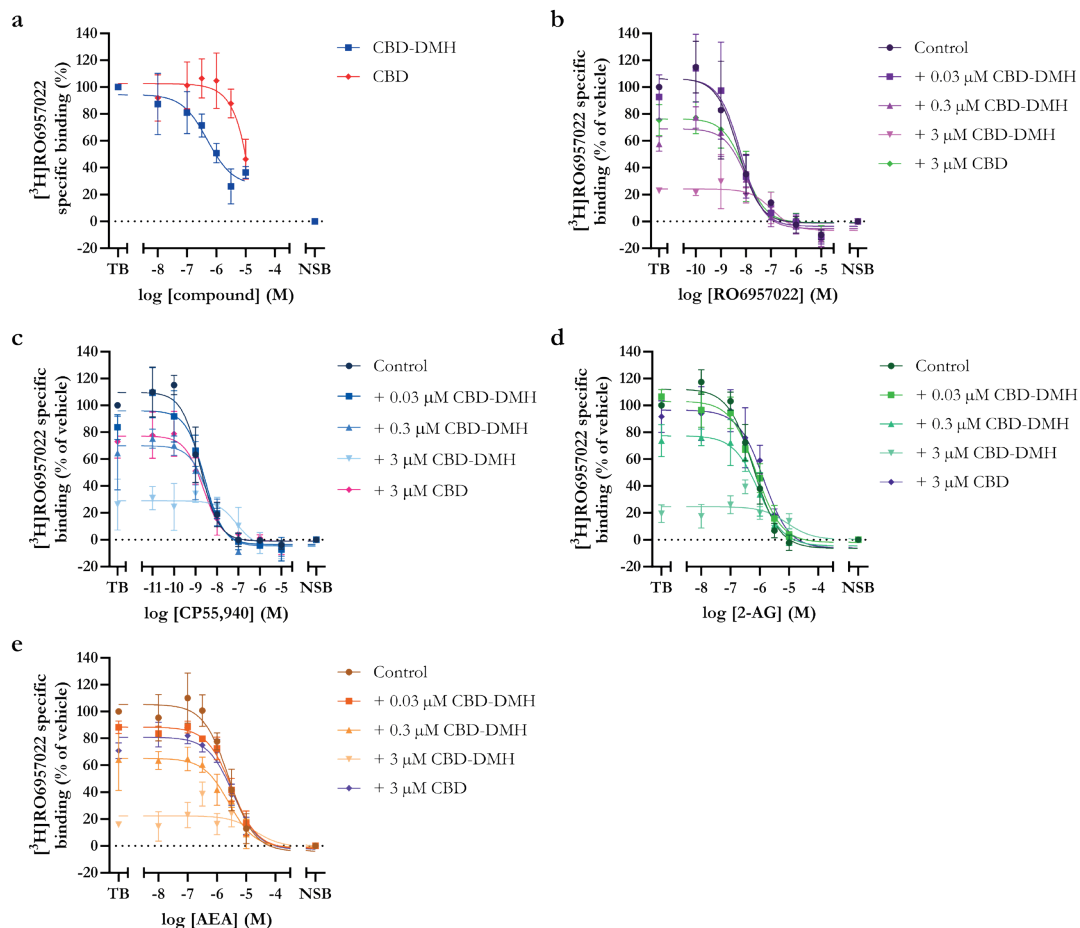 a
140
120
100
80
60
40
20
0
-20
[³H]RO6957022
specific binding (%)
TB
-8
-7
-6
-5
-4
NSB
log [compound] (M)
CBD-DMH
CBD
b
140
120
100
80
60
40
20
0
-20
[³H]RO6957022 specific
binding (% of vehicle)
TB
-10
-9
-8
-7
-6
-5
NSB
log [RO6957022] (M)
Control
+ 0.03 μM CBD-DMH
+ 0.3 μM CBD-DMH
+ 3 μM CBD-DMH
+ 3 μM CBD
c
140
120
100
80
60
40
20
0
-20
[³H]RO6957022 specific
binding (% of vehicle)
TB
-11
-10
-9
-8
-7
-6
-5
NSB
log [CP55,940] (M)
Control
+ 0.03 μM CBD-DMH
+ 0.3 μM CBD-DMH
+ 3 μM CBD-DMH
+ 3 μM CBD
d
140
120
100
80
60
40
20
0
-20
[³H]RO6957022 specific
binding (% of vehicle)
TB
-8
-7
-6
-5
-4
NSB
log [2-AG] (M)
Control
+ 0.03 μM CBD-DMH
+ 0.3 μM CBD-DMH
+ 3 μM CBD-DMH
+ 3 μM CBD
e
140
120
100
80
60
40
20
0
-20
[³H]RO6957022 specific
binding (% of vehicle)
TB
-8
-7
-6
-5
-4
NSB
log [AEA] (M)
Control
+ 0.03 μM CBD-DMH
+ 0.3 μM CBD-DMH
+ 3 μM CBD-DMH
+ 3 μM CBD